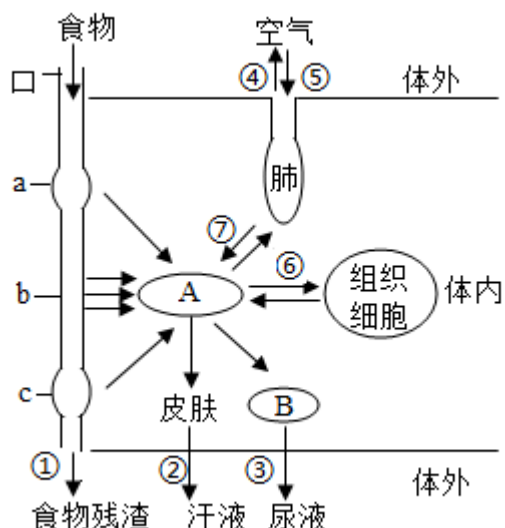 食物 空气
口
④ ⑤ 体外
a 肺
⑦
⑥
b A 组织细胞 体内
c 皮肤 B
① ② ③ 体外
食物残渣 汗液 尿液